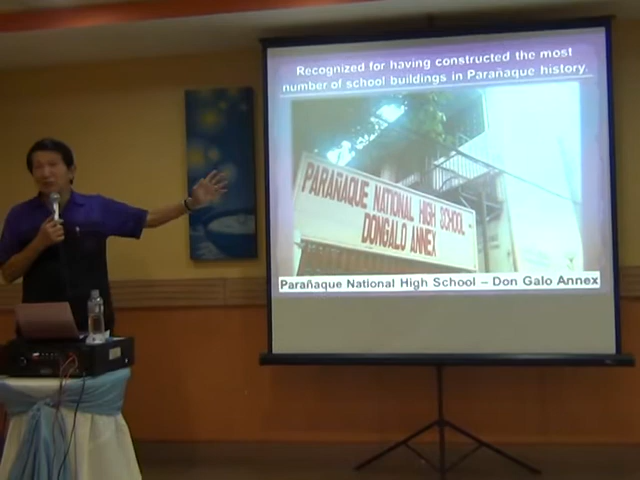 Recognized for having constructed the most
number of school buildings in Parañaque history.
PARAÑAQUE NATIONAL HIGH SCHOOL -
DONGALO ANNEX
Parañaque National High School – Don Galo Annex